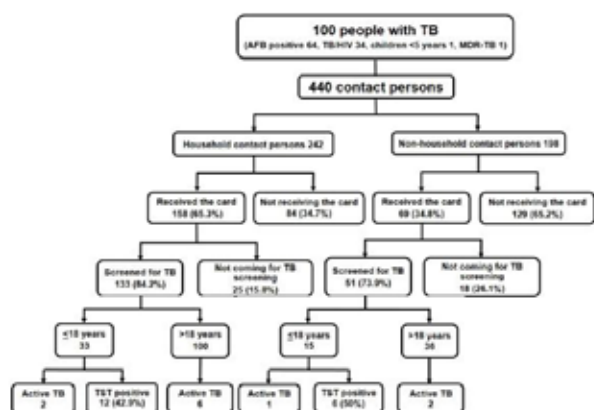 100 people with TB
(AFB positive 64, TB/HIV 34, children <5 years 1, MDR-TB 1)
440 contact persons
Household contact persons 242
Non-household contact persons 198
Received the card
158 (65.3%)
Not receiving the card
84 (34.7%)
Received the card
69 (34.8%)
Not receiving the card
129 (65.2%)
Screened for TB
133 (84.2%)
Not coming for TB
screening
25 (15.8%)
Screened for TB
51 (73.9%)
Not coming for TB
screening
18 (26.1%)
≤18 years
33
>18 years
100
≤18 years
15
>18 years
36
Active TB
2
TST positive
12 (42.9%)
Active TB
6
Active TB
1
TST positive
6 (50%)
Active TB
2